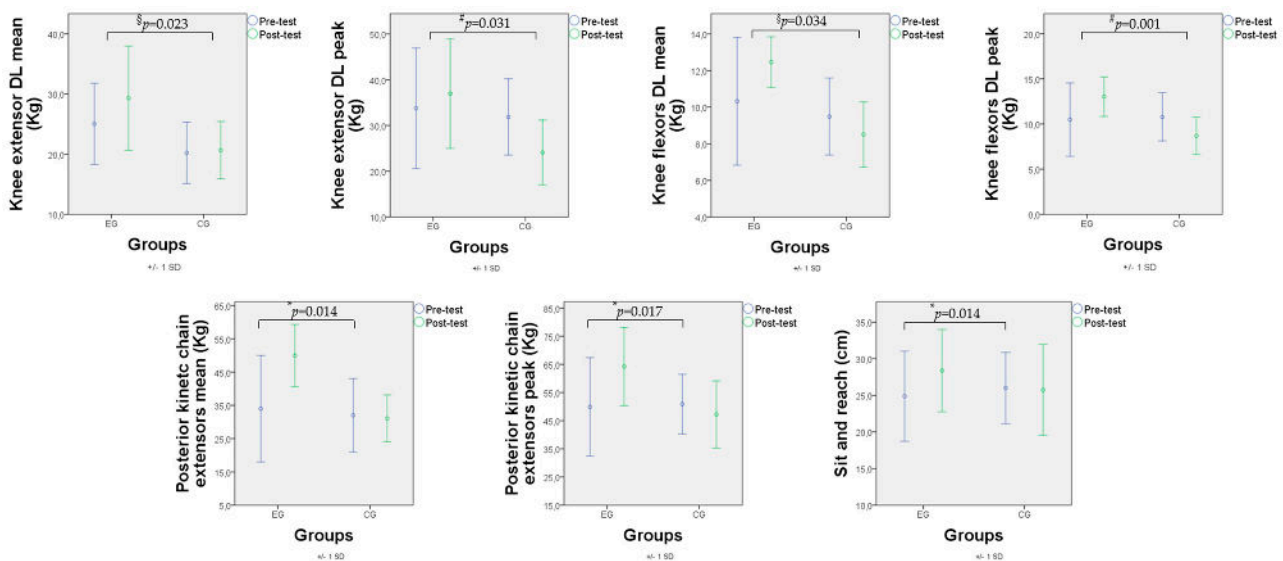 §p=0.023
Pre-test
Post-test
Knee extensor DL mean
(Kg)
40,0
30,0
20,0
10,0
EG
CG
Groups
+/- 1 SD
#p=0.031
Pre-test
Post-test
Knee extensor DL peak
(Kg)
50,0
40,0
30,0
20,0
10,0
EG
CG
Groups
+/- 1 SD
§p=0.034
Pre-test
Post-test
Knee flexors DL mean
(Kg)
14,0
12,0
10,0
8,0
6,0
4,0
EG
CG
Groups
+/- 1 SD
#p=0.001
Pre-test
Post-test
Knee flexors DL peak
(Kg)
20,0
15,0
10,0
5,0
,0
EG
CG
Groups
+/- 1 SD
*p=0.014
Pre-test
Post-test
Posterior kinetc chain
extensors mean (Kg)
65,0
55,0
45,0
35,0
25,0
15,0
5,0
EG
CG
Groups
+/- 1 SD
*p=0.017
Pre-test
Post-test
Posterior kinetic chain
extensors peak (Kg)
85,0
75,0
65,0
55,0
45,0
35,0
25,0
15,0
EG
CG
Groups
+/- 1 SD
*p=0.014
Pre-test
Post-test
Sit and reach (cm)
35,0
30,0
25,0
20,0
15,0
10,0
EG
CG
Groups
+/- 1 SD